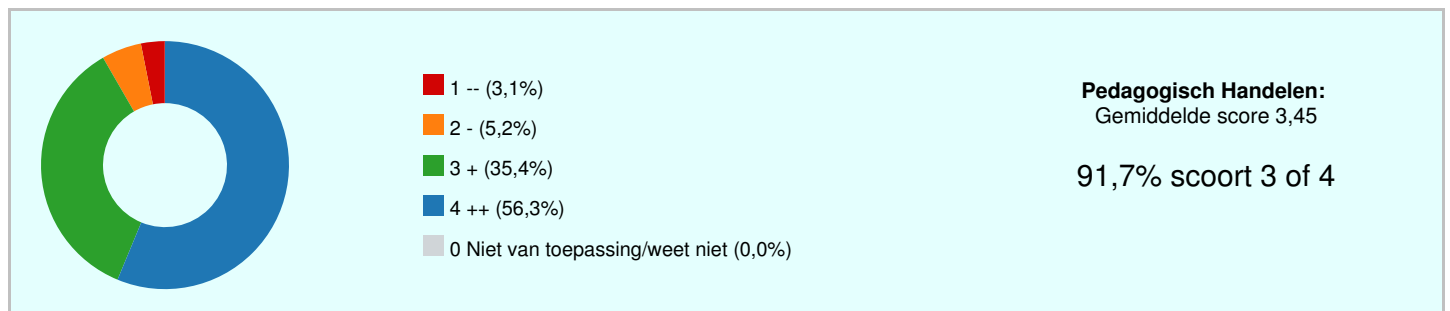 1 -- (3,1%)
2 - (5,2%)
3 + (35,4%)
4 ++ (56,3%)
0 Niet van toepassing/weet niet (0,0%)
Pedagogisch Handelen:
Gemiddelde score 3,45
91,7% scoort 3 of 4